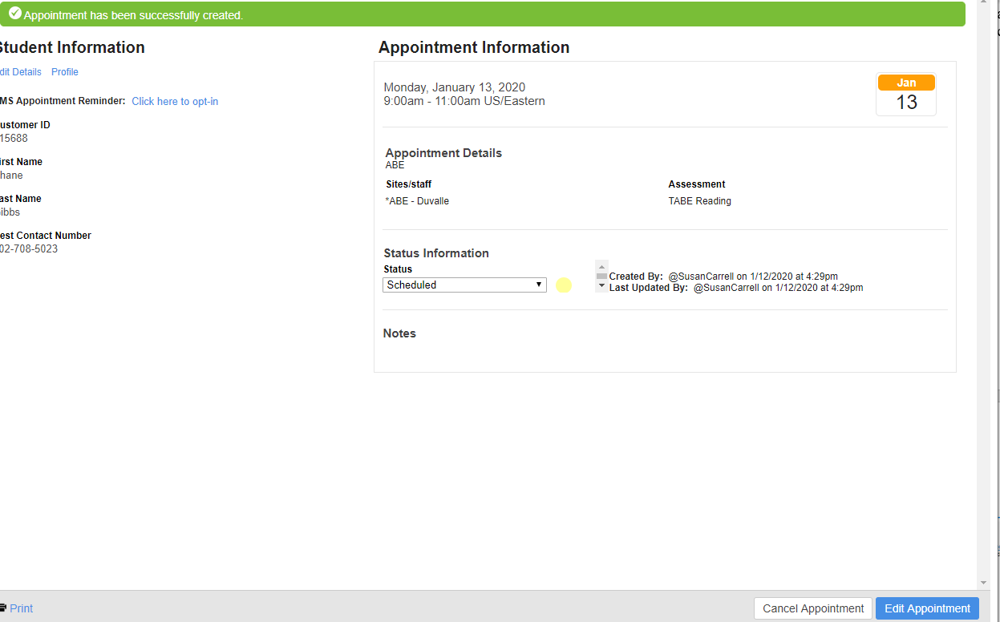 Appointment has been successfully created.
Student Information
dit Details Profile
MS Appointment Reminder: Click here to opt-in
ustomer ID
15688
irst Name
hane
ast Name
ibbs
est Contact Number
02-708-5023
Appointment Information
Monday, January 13, 2020
9:00am - 11:00am US/Eastern
Jan
13
Appointment Details
ABE
Sites/staff
*ABE - Duvalle
Assessment
TABE Reading
Status Information
Status
Scheduled
Created By: @SusanCarrell on 1/12/2020 at 4:29pm
Last Updated By: @SusanCarrell on 1/12/2020 at 4:29pm
Notes
Print
Cancel Appointment
Edit Appointment